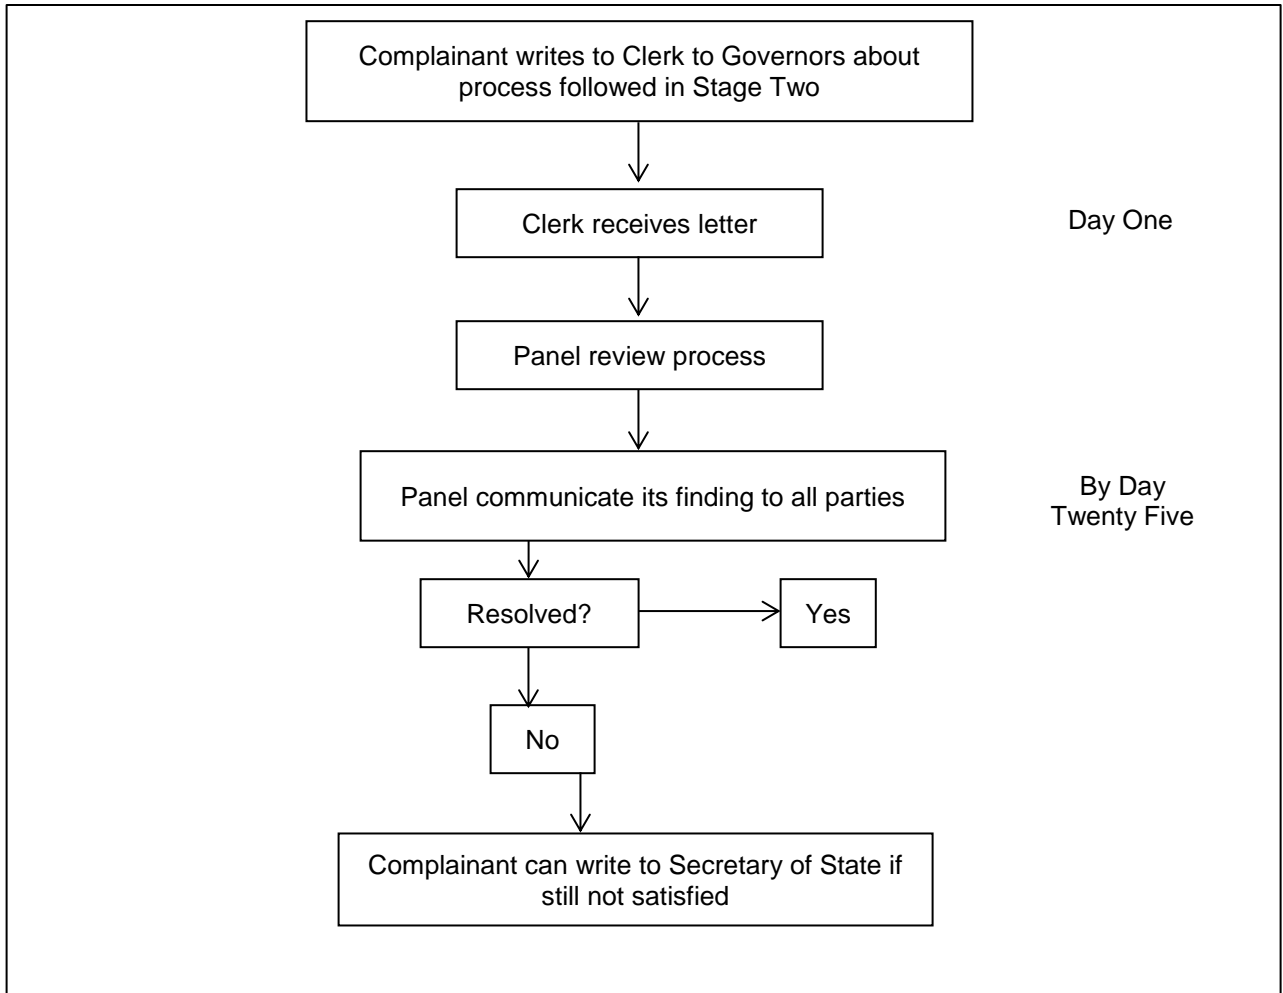 Complainant writes to Clerk to Governors about
process followed in Stage Two
Clerk receives letter
Day One
Panel review process
Panel communicate its finding to all parties
By Day
Twenty Five
Resolved?
Yes
No
Complainant can write to Secretary of State if
still not satisfied